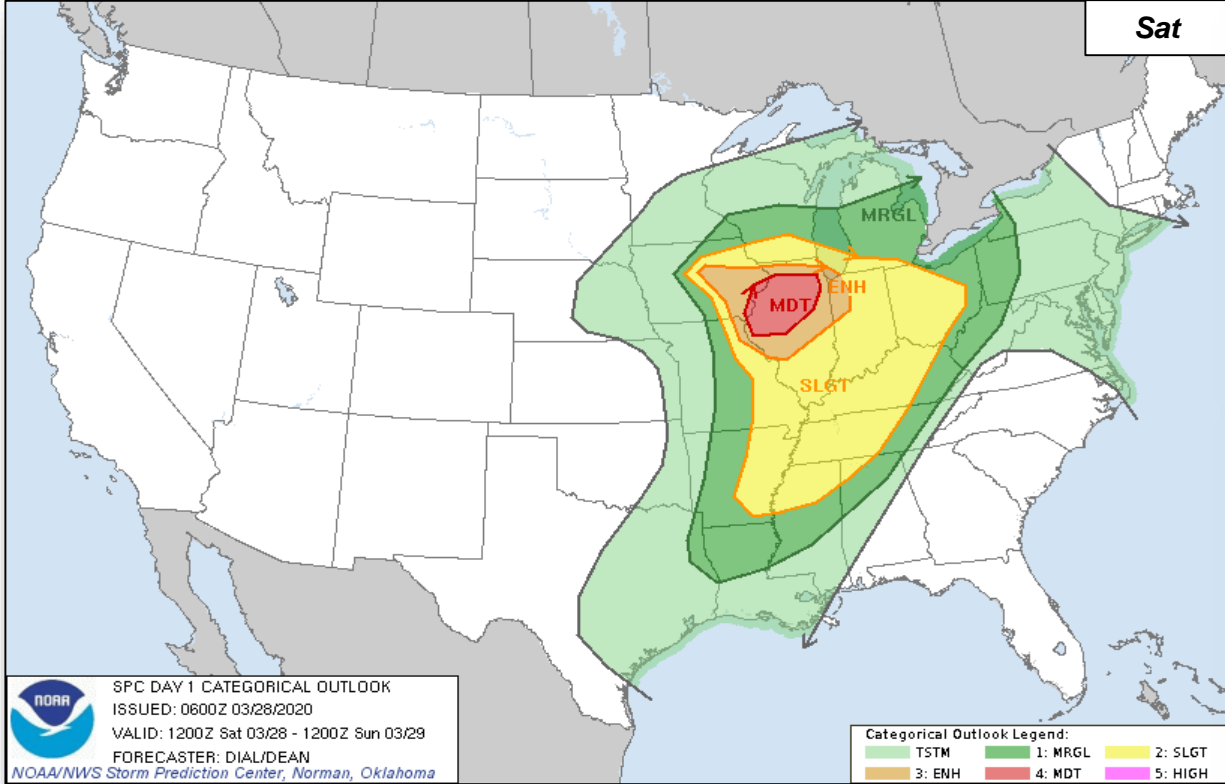 Sat
MRGL
ENH
MDT
SLGT
NOAA
SPC DAY 1 CATEGORICAL OUTLOOK
ISSUED: 0600Z 03/28/2020
VALID: 1200Z Sat 03/28 - 1200Z Sun 03/29
FORECASTER: DIAL/DEAN
NOAA/NWS Storm Prediction Center, Norman, Oklahoma
Categorical Outlook Legend:
TSTM 1: MRGL 2: SLGT
3: ENH 4: MDT 5: HIGH